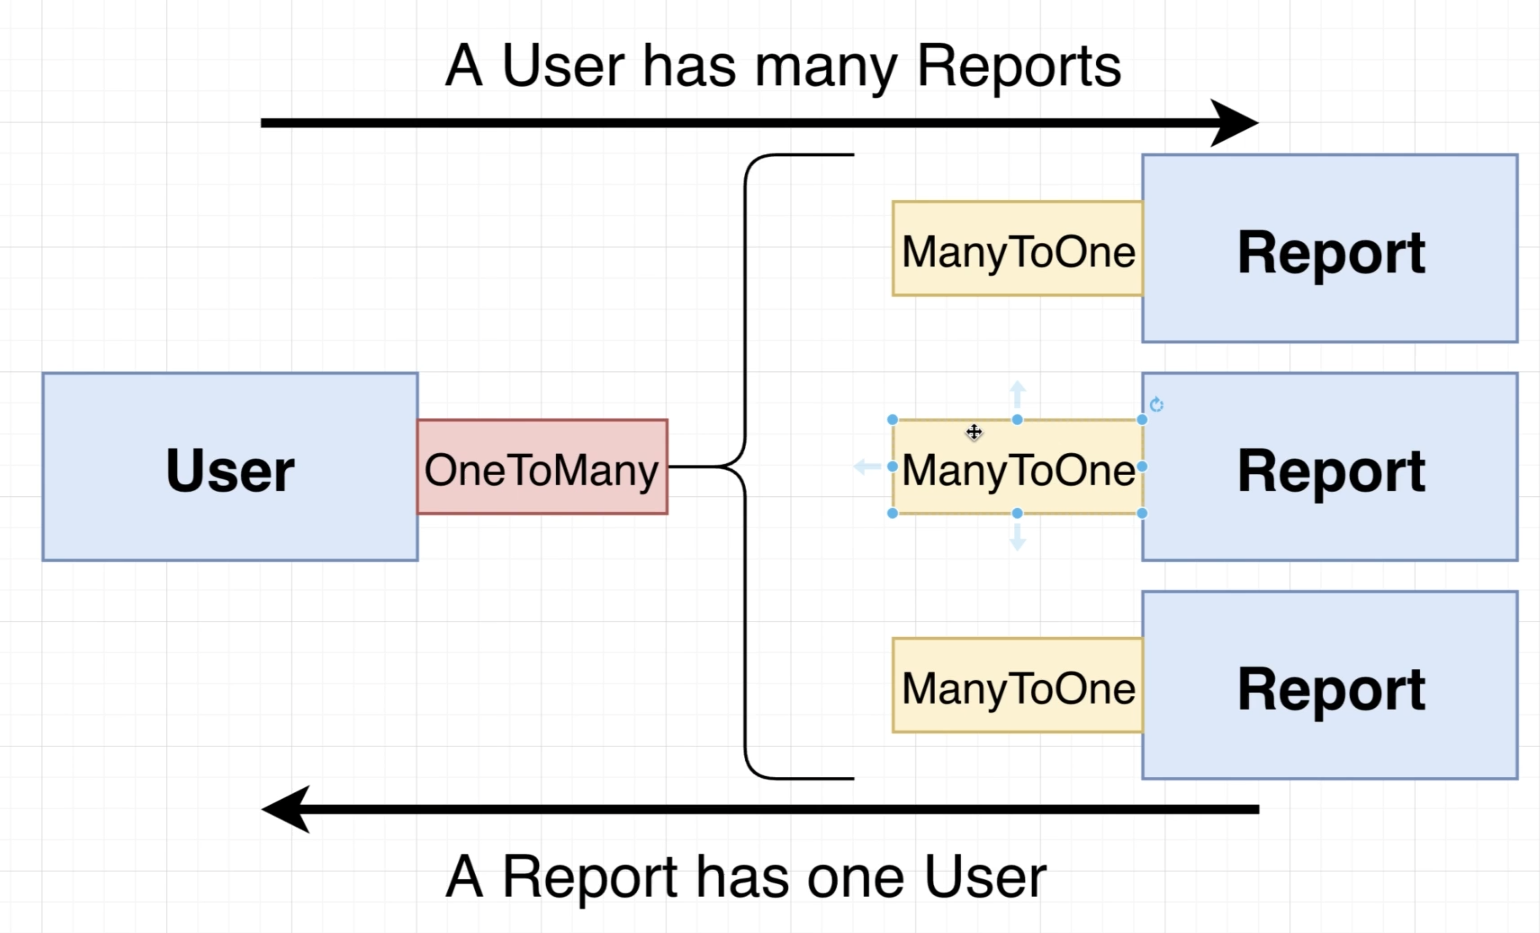 A User has many Reports
ManyToOne
Report
User
OneToMany
ManyToOne
Report
ManyToOne
Report
A Report has one User